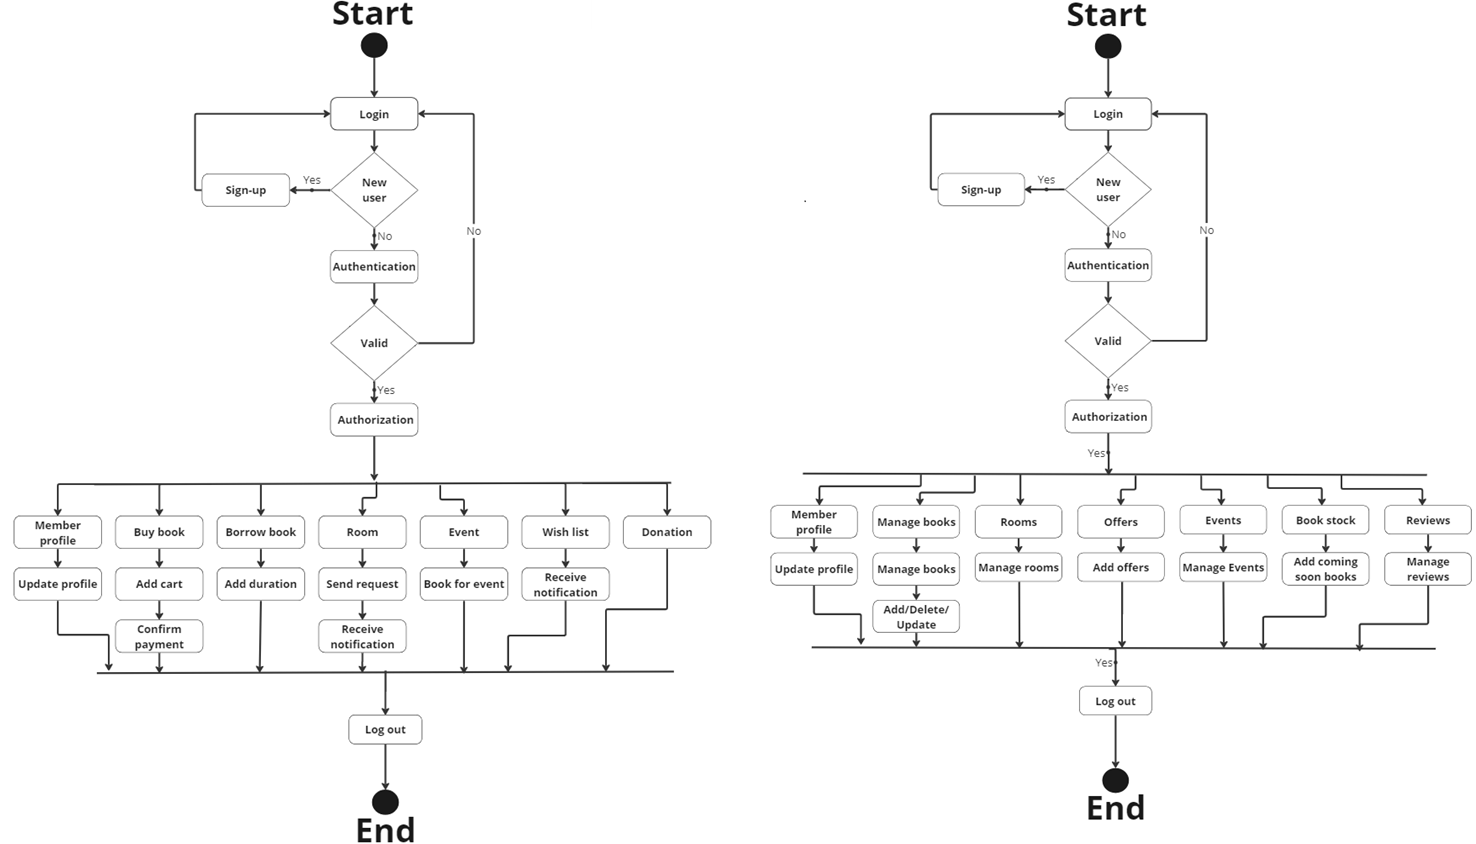 Start
Login
New
user
Yes
Sign-up
No
No
Authentication
Valid
Yes
Authorization
Member
profile
Buy book
Borrow book
Room
Event
Wish list
Donation
Update profile
Add cart
Add duration
Send request
Book for event
Receive
notification
Confirm
payment
Receive
notification
Log out
End
Start
Login
New
user
Yes
Sign-up
No
No
Authentication
Valid
Yes
Authorization
Yes
Member
profile
Manage books
Rooms
Offers
Events
Book stock
Reviews
Update profile
Manage books
Manage rooms
Add offers
Manage Events
Add coming
soon books
Manage
reviews
Add/Delete/
Update
Yes
Log out
End